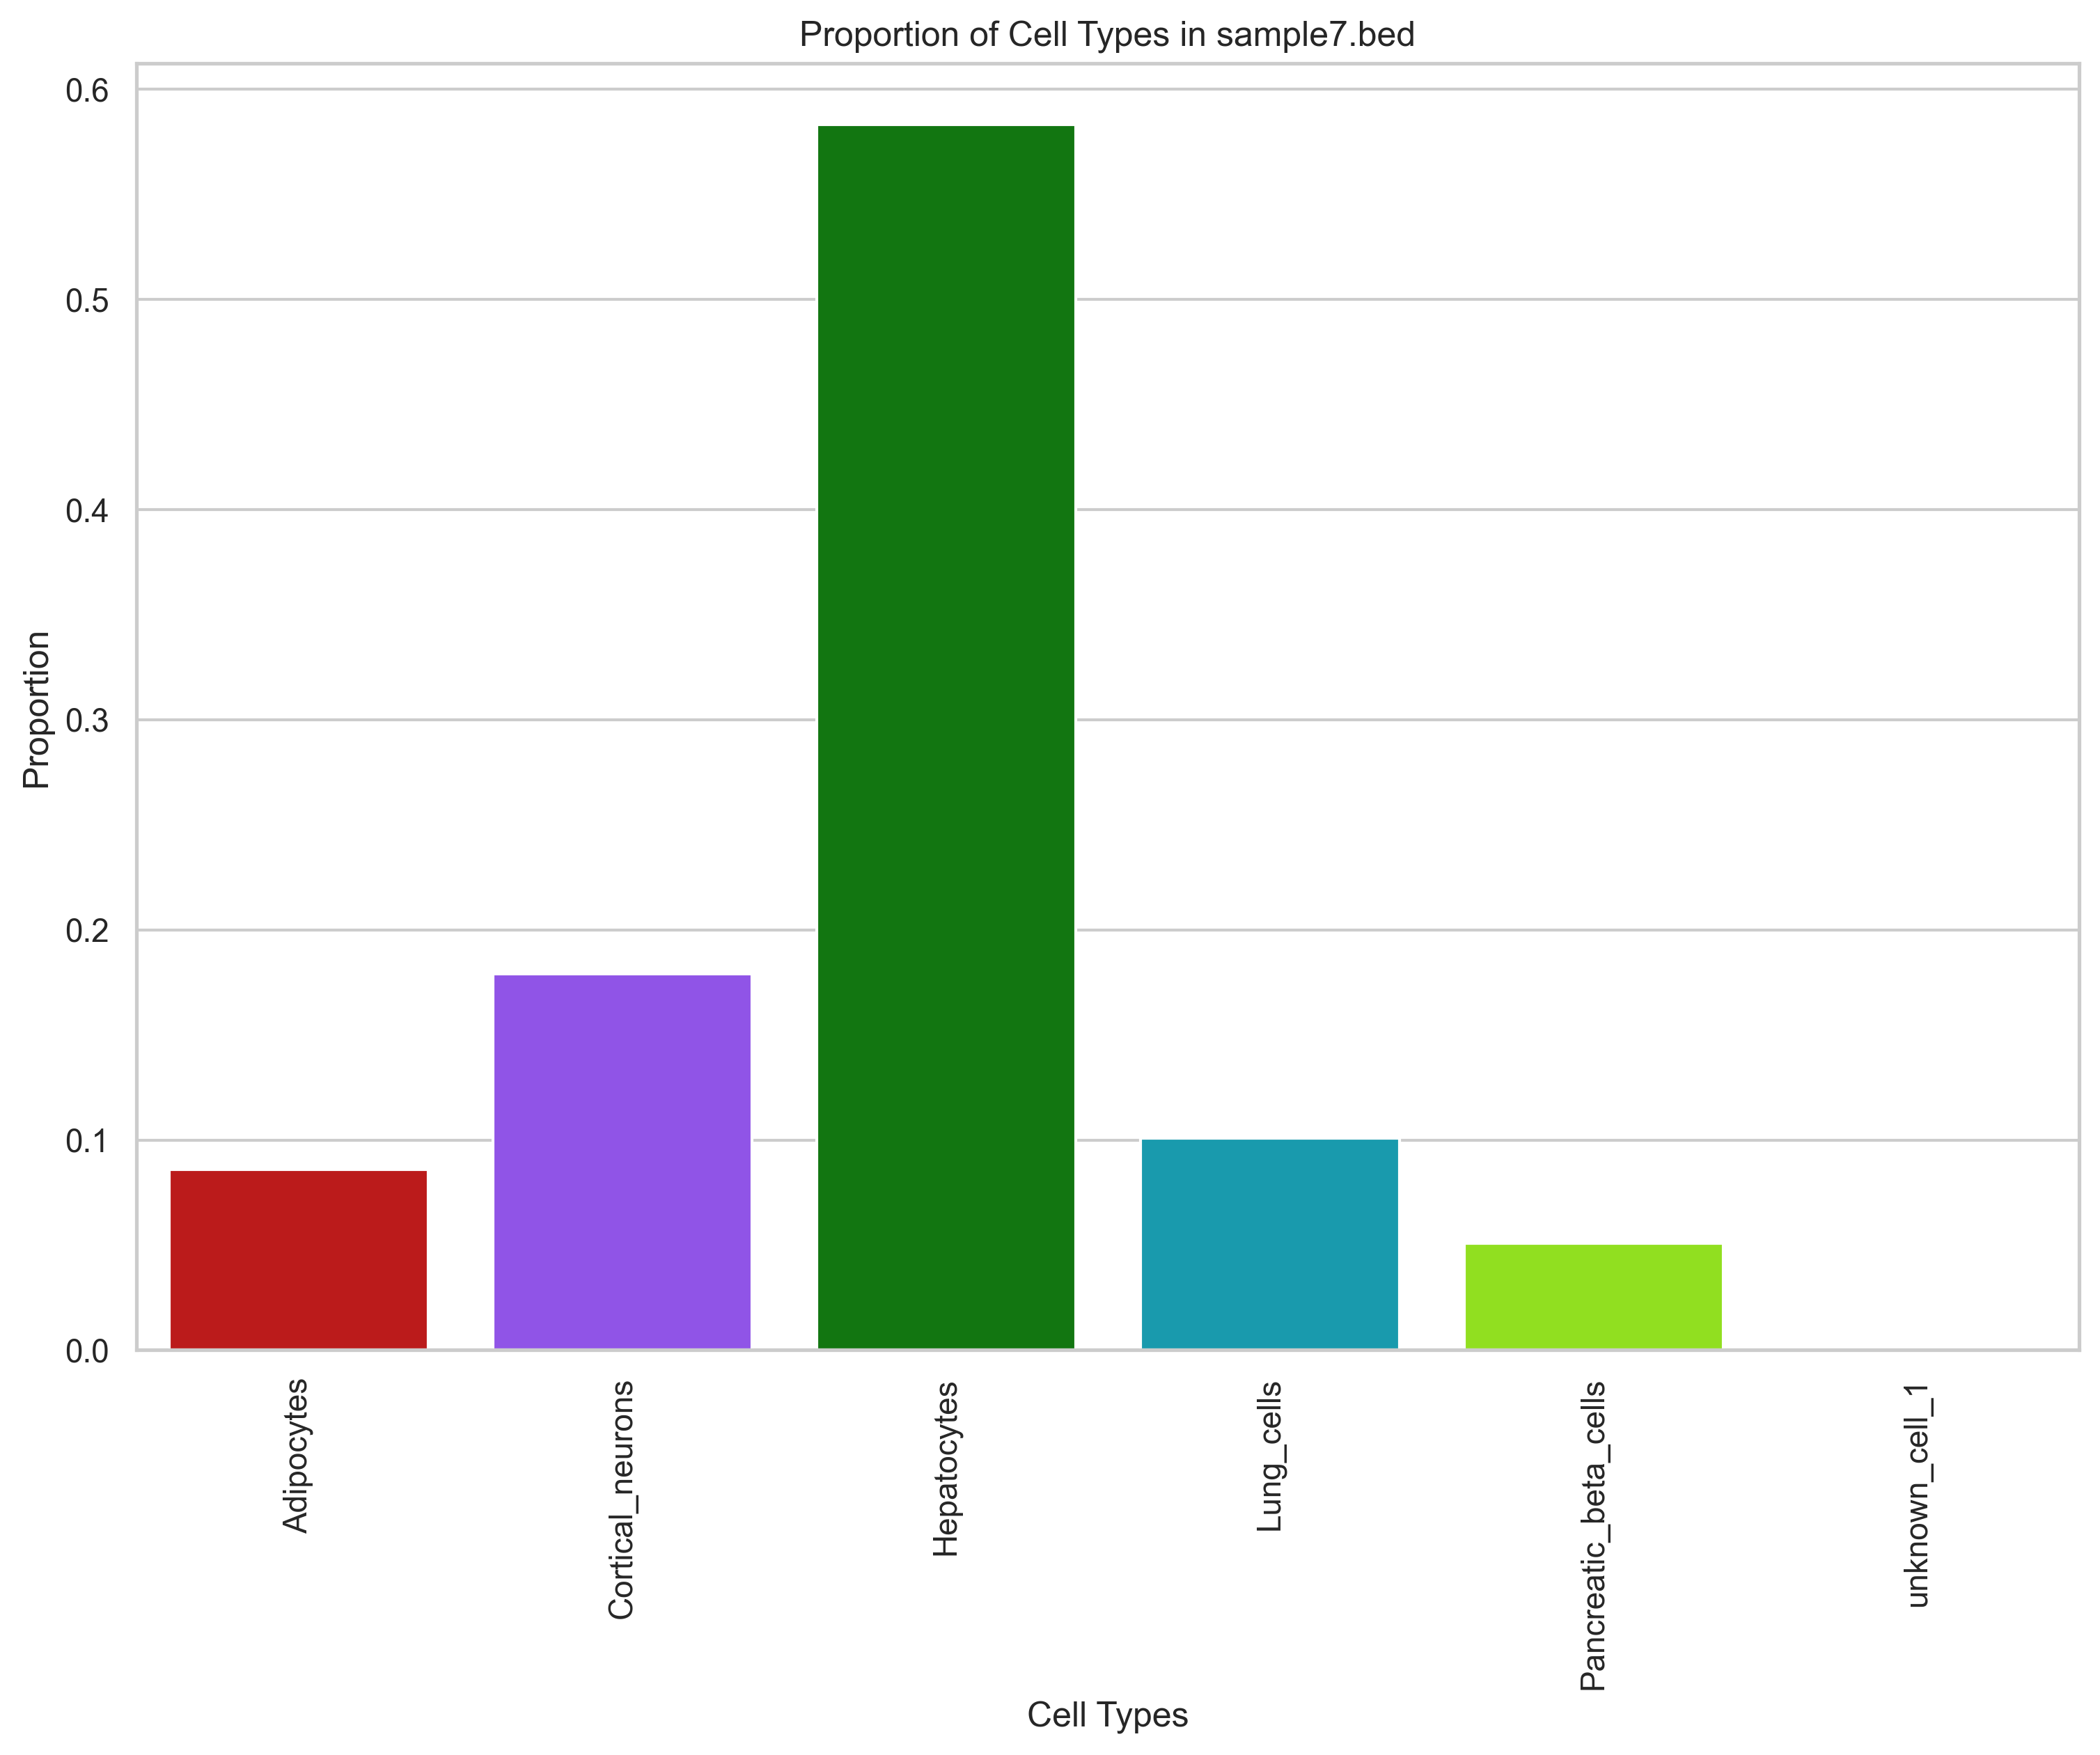 Proportion of Cell Types in sample7.bed
Proportion
0.6
0.5
0.4
0.3
0.2
0.1
0.0
Adipocytes
Cortical_neurons
Hepatocytes
Lung_cells
Pancreatic_beta_cells
unknown_cell_1
Cell Types